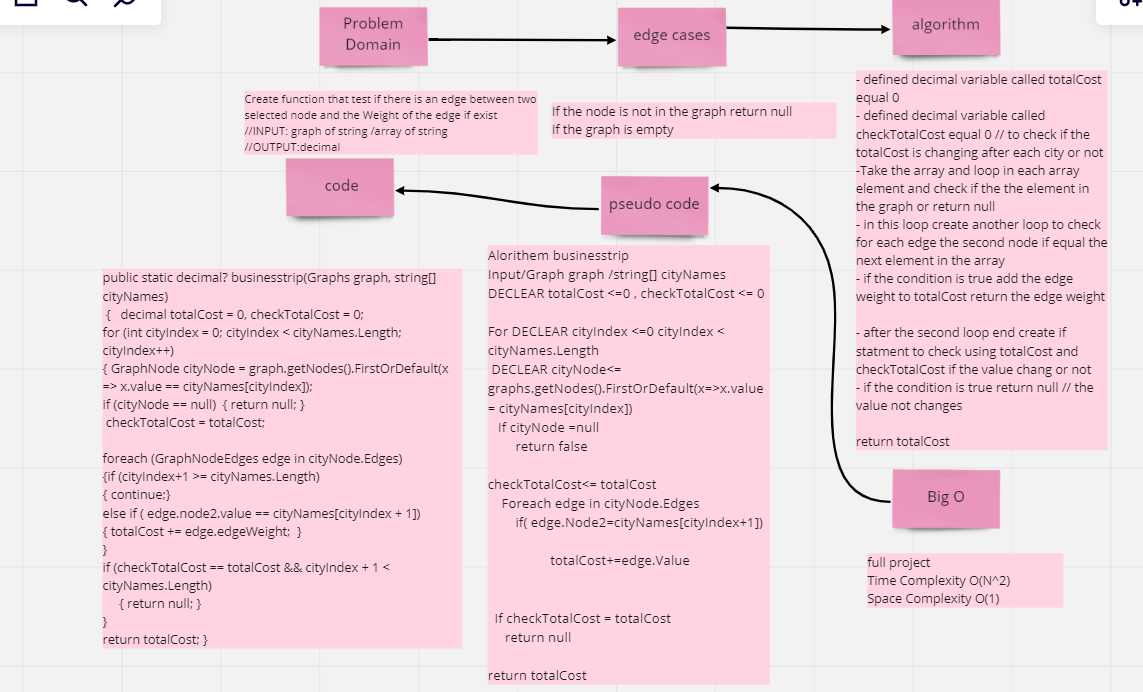 Problem
Domain
edge cases
algorithm
Create function that test if there is an edge between two
selected node and the Weight of the edge if exist
//INPUT: graph of string /array of string
//OUTPUT:decimal
If the node is not in the graph return null
If the graph is empty
- defined decimal variable called totalCost
equal 0
- defined decimal variable called
checkTotalCost equal 0 // to check if the
totalCost is changing after each city or not
-Take the array and loop in each array
element and check if the the element in
the graph or return null
- in this loop create another loop to check
for each edge the second node if equal the
next element in the array
- if the condition is true add the edge
weight to totalCost return the edge weight
- after the second loop end create if
statment to check using totalCost and
checkTotalCost if the value chang or not
- if the condition is true return null // the
value not changes
return totalCost
code
pseudo code
public static decimal? businesstrip(Graphs graph, string[]
cityNames)
{ decimal totalCost = 0, checkTotalCost = 0;
for (int cityIndex = 0; cityIndex < cityNames.Length;
cityIndex++)
{ GraphNode cityNode = graph.getNodes().FirstOrDefault(x
=> x.value == cityNames[cityIndex]);
if (cityNode == null) { return null; }
checkTotalCost = totalCost;
foreach (GraphNodeEdges edge in cityNode.Edges)
{if (cityIndex+1 >= cityNames.Length)
{ continue;}
else if ( edge.node2.value == cityNames[cityIndex + 1])
{ totalCost += edge.edgeWeight; }
}
if (checkTotalCost == totalCost && cityIndex + 1 <
cityNames.Length)
{ return null; }
}
return totalCost; }
Alorithem businesstrip
Input/Graph graph /string[] cityNames
DECLEAR totalCost <=0 , checkTotalCost <= 0
For DECLEAR cityIndex <=0 cityIndex <
cityNames.Length
DECLEAR cityNode<=
graphs.getNodes().FirstOrDefault(x=>x.value
= cityNames[cityIndex])
If cityNode =null
return false
checkTotalCost<= totalCost
Foreach edge in cityNode.Edges
if( edge.Node2=cityNames[cityIndex+1])
totalCost+=edge.Value
If checkTotalCost = totalCost
return null
return totalCost
Big O
full project
Time Complexity O(N^2)
Space Complexity O(1)